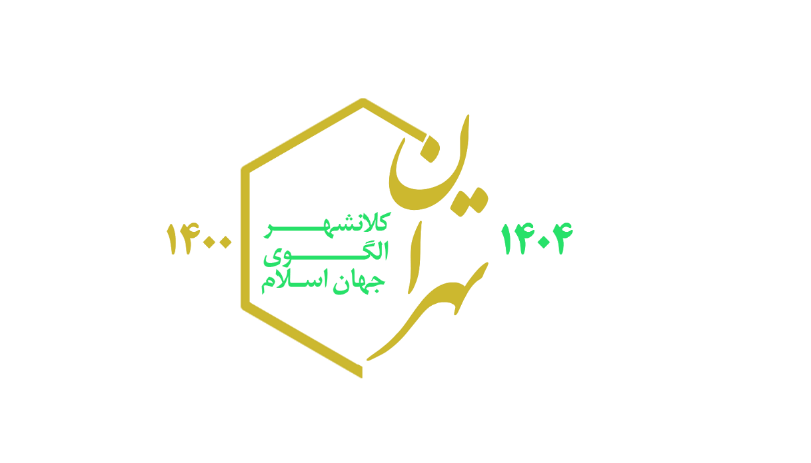 تهران
۱۴۰۴
کلانشهر
الگوی
جهان اسلام
۱۴۰۰